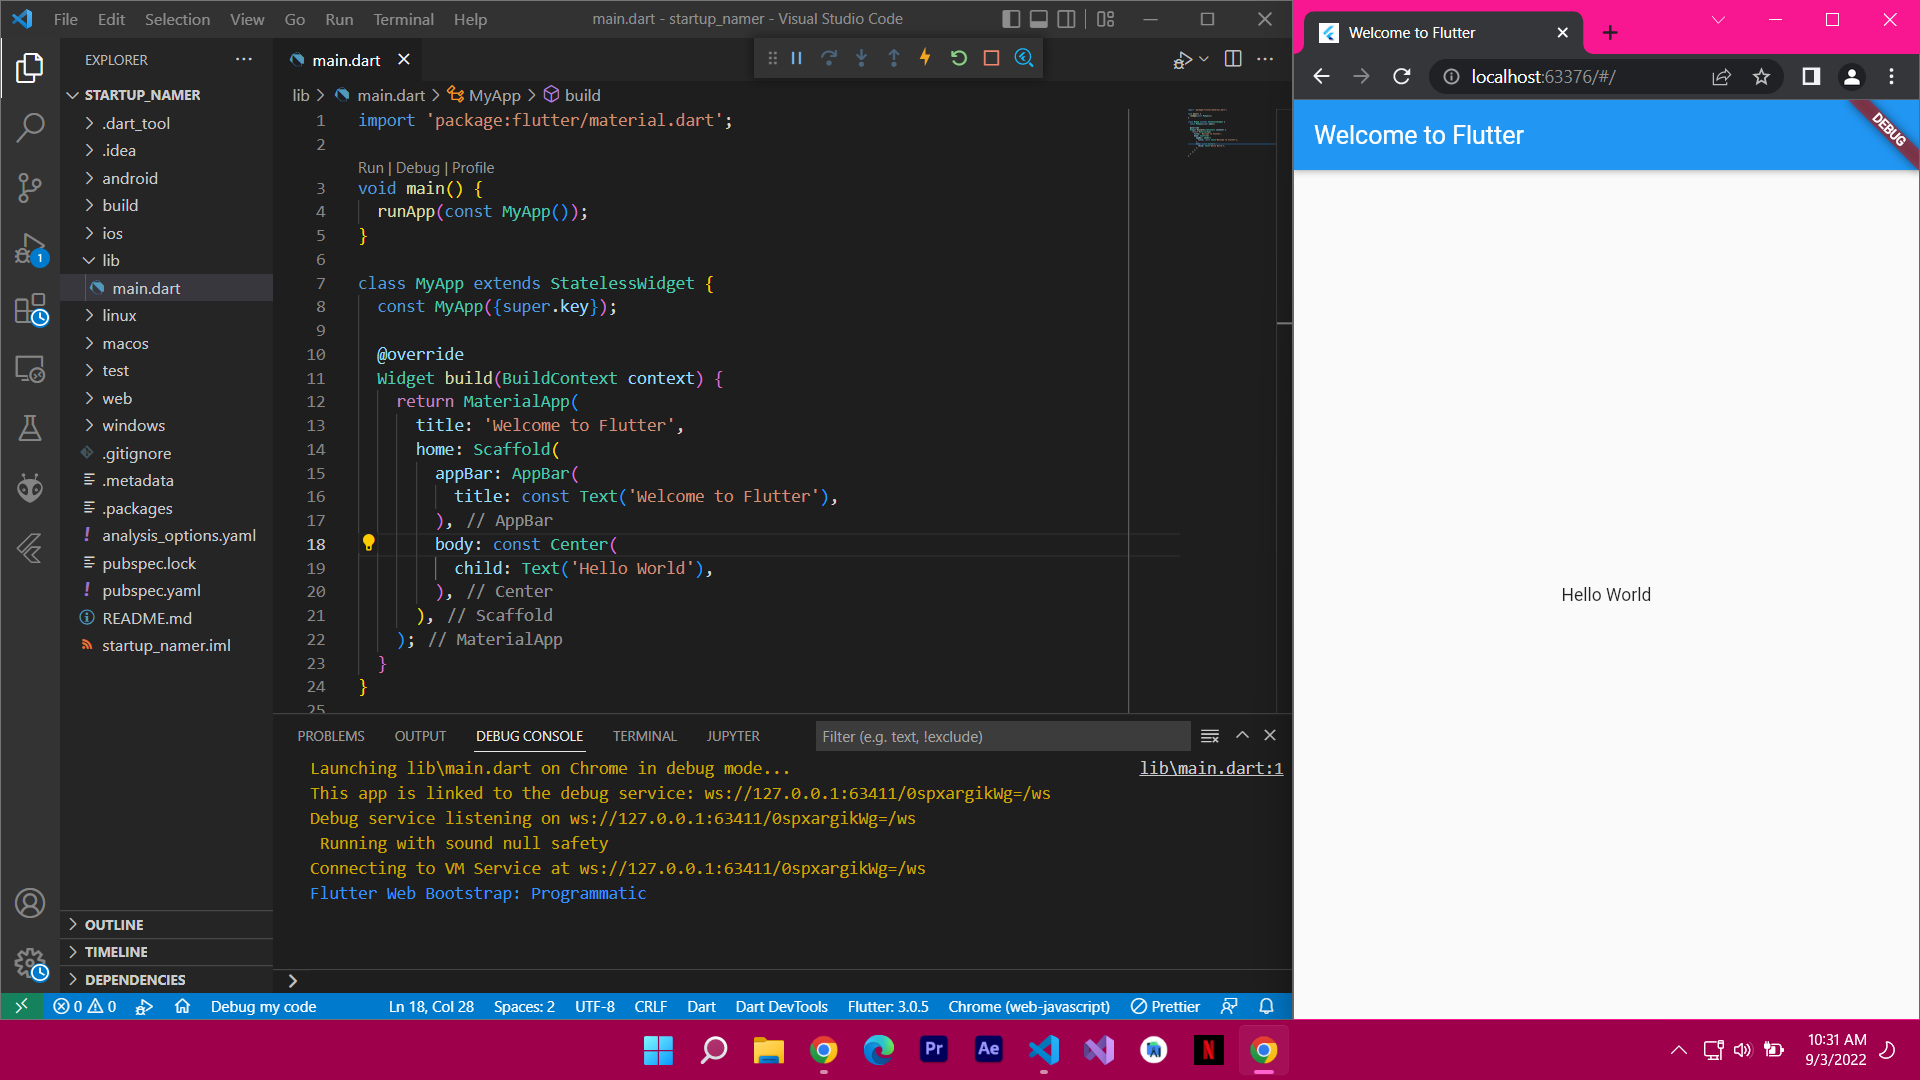 File Edit Selection View Go Run Terminal Help
main.dart - startup_namer - Visual Studio Code
EXPLORER
STARTUP_NAMER
.dart_tool
.idea
android
build
ios
lib
main.dart
linux
macos
test
web
windows
.gitignore
.metadata
.packages
analysis_options.yaml
pubspec.lock
pubspec.yaml
README.md
startup_namer.iml
OUTLINE
TIMELINE
DEPENDENCIES
1
main.dart
lib > main.dart > MyApp > build
1 import 'package:flutter/material.dart';
2
Run | Debug | Profile
3 void main() {
4 runApp(const MyApp());
5 }
6
7 class MyApp extends StatelessWidget {
8 const MyApp({super.key});
9
10 @override
11 Widget build(BuildContext context) {
12 return MaterialApp(
13 title: 'Welcome to Flutter',
14 home: Scaffold(
15 appBar: AppBar(
16 title: const Text('Welcome to Flutter'),
17 ), // AppBar
18 body: const Center(
19 child: Text('Hello World'),
20 ), // Center
21 ), // Scaffold
22 ); // MaterialApp
23 }
24 }
25
PROBLEMS OUTPUT DEBUG CONSOLE TERMINAL JUPYTER
Filter (e.g. text, !exclude)
Launching lib\main.dart on Chrome in debug mode...
lib\main.dart:1
This app is linked to the debug service: ws://127.0.0.1:63411/0spxargikWg=/ws
Debug service listening on ws://127.0.0.1:63411/0spxargikWg=/ws
Running with sound null safety
Connecting to VM Service at ws://127.0.0.1:63411/0spxargikWg=/ws
Flutter Web Bootstrap: Programmatic
0 0 Debug my code Ln 18, Col 28 Spaces: 2 UTF-8 CRLF Dart Dart DevTools Flutter: 3.0.5 Chrome (web-javascript) Prettier
Welcome to Flutter
localhost:63376/#/
Welcome to Flutter
DEBUG
Hello World
Pr Ae N
10:31 AM
9/3/2022